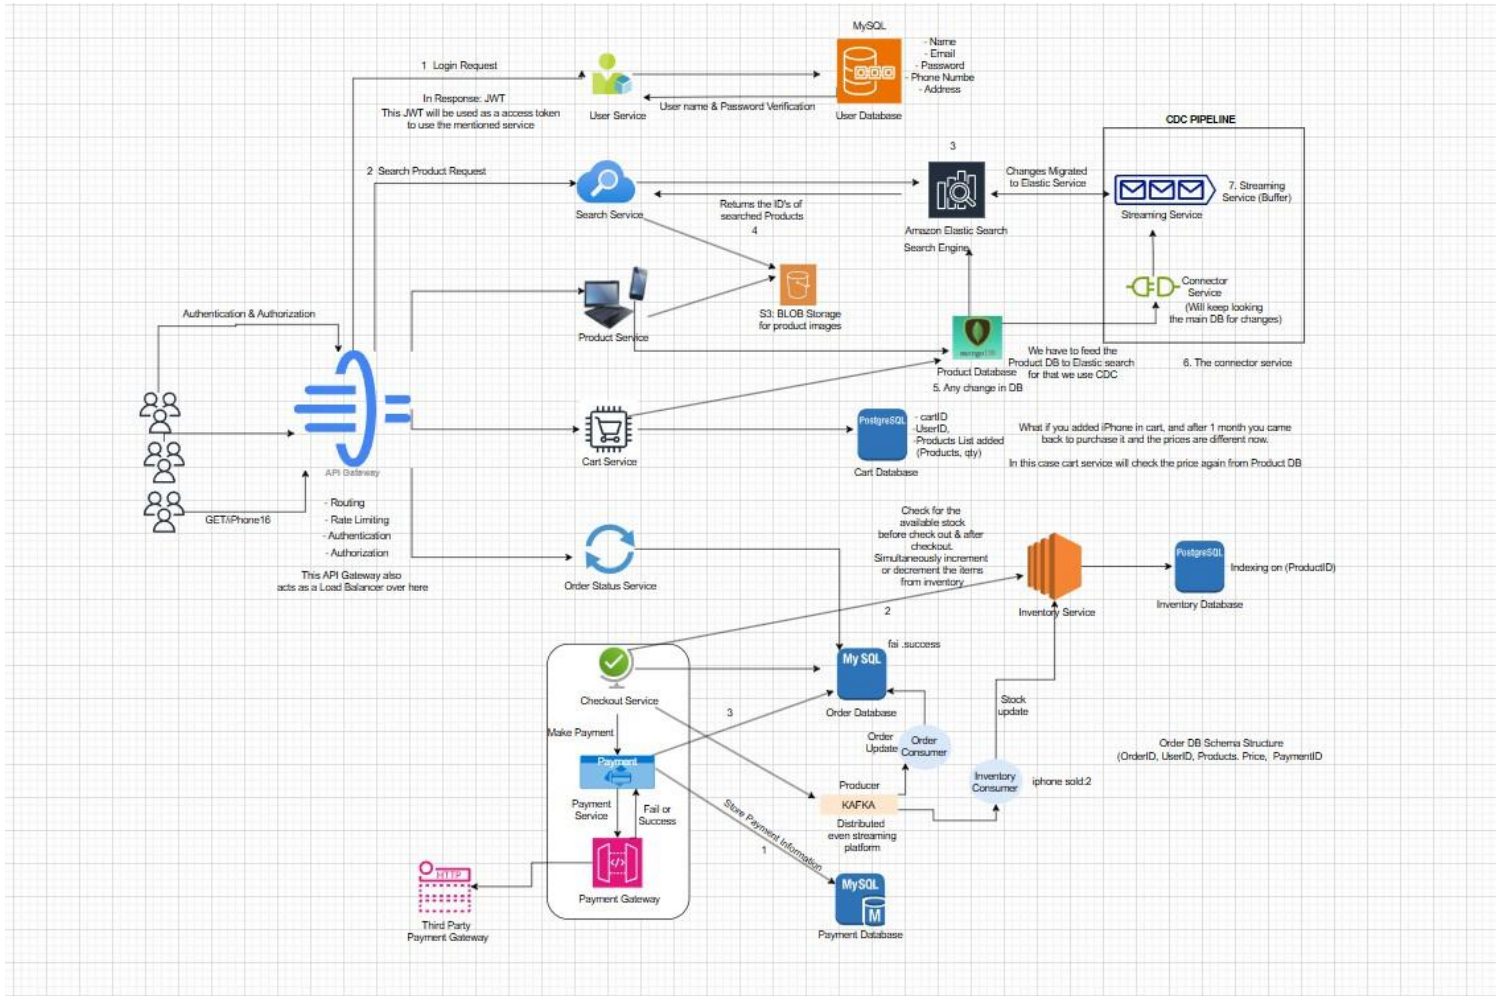 MySQL
- Name
- Email
- Password
- Phone Numbe
- Address
1 Login Request
In Response: JWT
This JWT will be used as a access token
to use the mentioned service
User Service
User name & Password Verification
User Database
CDC PIPELINE
2 Search Product Request
Search Service
3
Returns the ID's of
searched Products
4
Amazon Elastic Search
Search Engine
Changes Migrated
to Elastic Service
7. Streaming
Service (Buffer)
Streaming Service
Connector
Service
(Will keep looking
the main DB for changes)
6. The connector service
S3: BLOB Storage
for product images
Product Service
Authentication & Authorization
mongoDB
Product Database
5. Any change in DB
We have to feed the
Product DB to Elastic search
for that we use CDC
Cart Service
PostgreSQL
- cartID
-UserID,
-Products List added
(Products, qty)
Cart Database
What if you added iPhone in cart, and after 1 month you came
back to purchase it and the prices are different now.
In this case cart service will check the price again from Product DB
API Gateway
GET/iPhone16
- Routing
- Rate Limiting
- Authentication
- Authorization
This API Gateway also
acts as a Load Balancer over here
Order Status Service
Check for the
available stock
before check out & after
checkout.
Simultaneously increment
or decrement the items
from inventory
2
Inventory Service
PostgreSQL
Indexing on (ProductID)
Inventory Database
Checkout Service
fai .success
My SQL
Order Database
3
Make Payment
Payment
Payment
Service
Fail or
Success
Order
Update
Order
Consumer
Stock
update
Order DB Schema Structure
(OrderID, UserID, Products. Price, PaymentID
Inventory
Consumer
iphone sold:2
Producer
KAFKA
Distributed
even streaming
platform
Store Payment Information
1
Payment Gateway
HTTP
Third Party
Payment Gateway
MySQL
M
Payment Database